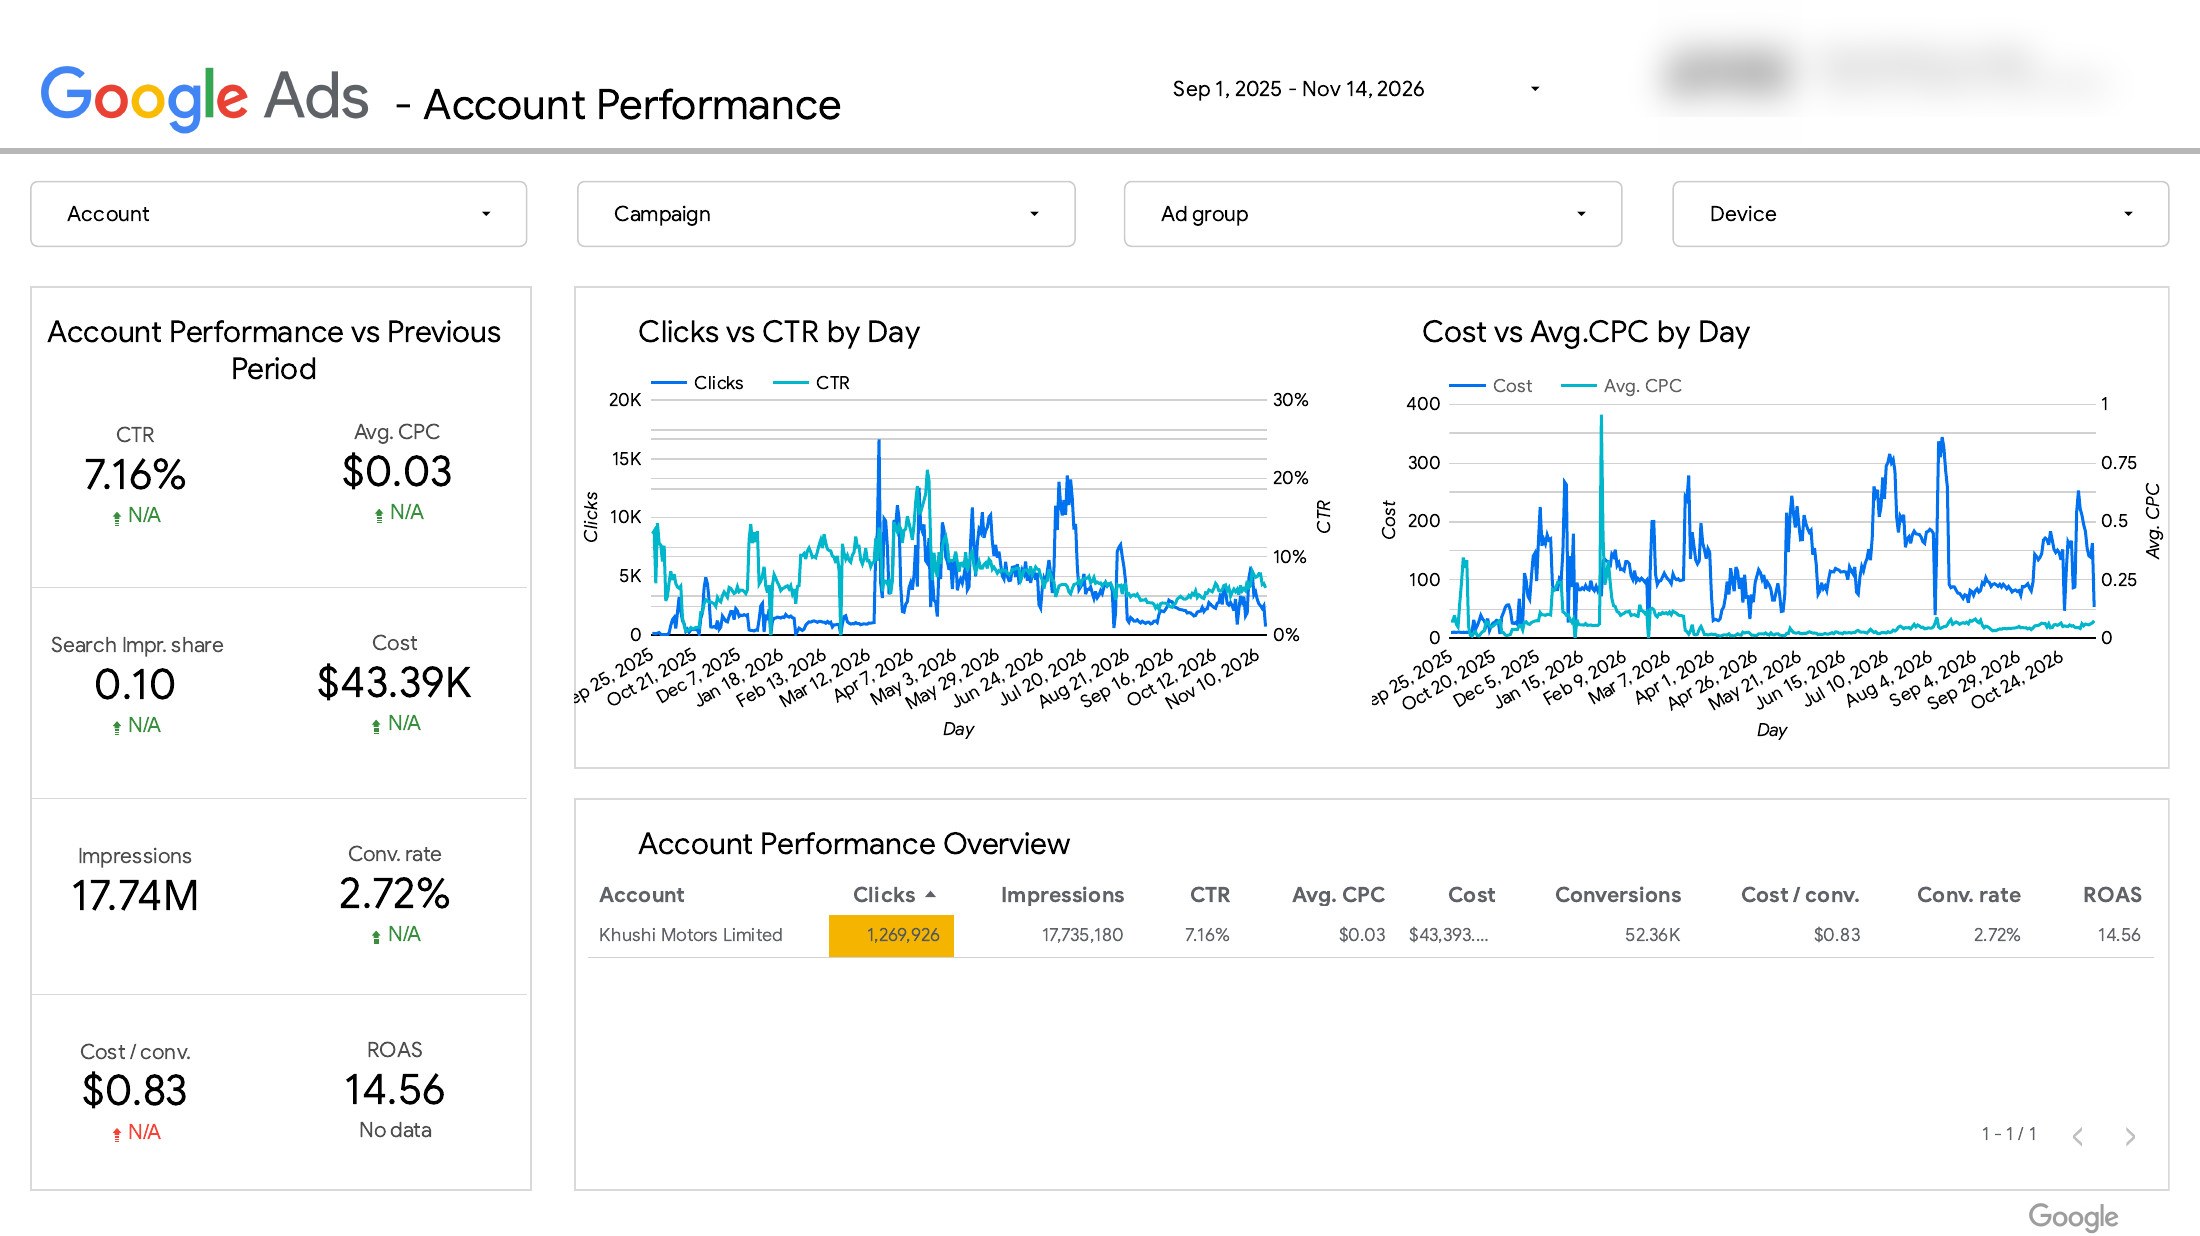 Google Ads - Account Performance
Sep 1, 2025 - Nov 14, 2026
Account
Campaign
Ad group
Device
Account Performance vs Previous
Period
CTR
7.16%
N/A
Avg. CPC
$0.03
N/A
Search Impr. share
0.10
N/A
Cost
$43.39K
N/A
Impressions
17.74M
Conv. rate
2.72%
N/A
Cost / conv.
$0.83
N/A
ROAS
14.56
No data
Clicks vs CTR by Day
Clicks CTR
20K
15K
10K
5K
0
Clicks
30%
20%
10%
0%
CTR
ep 25, 2025
Oct 21, 2025
Dec 7, 2025
Jan 18, 2026
Feb 13, 2026
Mar 12, 2026
Apr 7, 2026
May 3, 2026
May 29, 2026
Jun 24, 2026
Jul 20, 2026
Aug 21, 2026
Sep 16, 2026
Oct 12, 2026
Nov 10, 2026
Day
Cost vs Avg.CPC by Day
Cost Avg. CPC
400
300
200
100
0
Cost
1
0.75
0.5
0.25
0
Avg. CPC
ep 25, 2025
Oct 20, 2025
Dec 5, 2025
Jan 15, 2026
Feb 9, 2026
Mar 7, 2026
Apr 1, 2026
Apr 26, 2026
May 21, 2026
Jun 15, 2026
Jul 10, 2026
Aug 4, 2026
Sep 4, 2026
Sep 29, 2026
Oct 24, 2026
Day
Account Performance Overview
Account Clicks Impressions CTR Avg. CPC Cost Conversions Cost / conv. Conv. rate ROAS
Khushi Motors Limited 1,269,926 17,735,180 7.16% $0.03 $43,393.... 52.36K $0.83 2.72% 14.56
1 - 1 / 1
Google